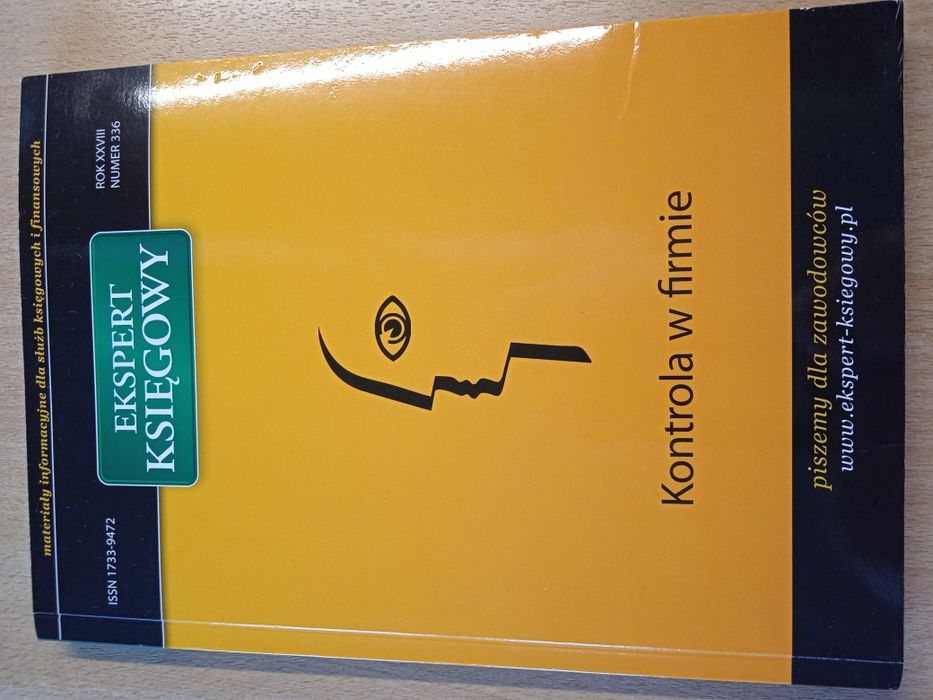 materiały informacyjne dla służb księgowych i finansowych
ISSN 1733-9472
EKSPERT
KSIĘGOWY
ROK XXVIII
NUMER 336
Kontrola w firmie
piszemy dla zawodowców
www.ekspert-ksiegowy.pl